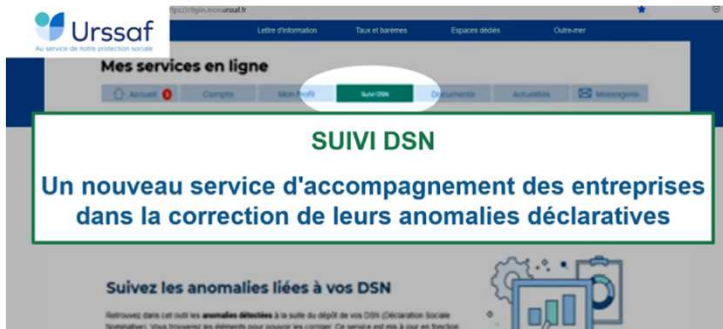 Urssaf
Au service de notre protection sociale
Lettre d'information Taux et barèmes Espaces dédiés Outre-mer
Mes services en ligne
Accueil Compte Mon Profil Suivi DSN Documents Actualités Messagerie
SUIVI DSN
Un nouveau service d'accompagnement des entreprises
dans la correction de leurs anomalies déclaratives
Suivez les anomalies liées à vos DSN
Retrouvez dans cet outil les anomalies détectées à la suite du dépôt de vos DSN (Déclaration Sociale
Nominative). Vous trouverez les éléments pour pouvoir les corriger. Ce service est mis à jour en fonction